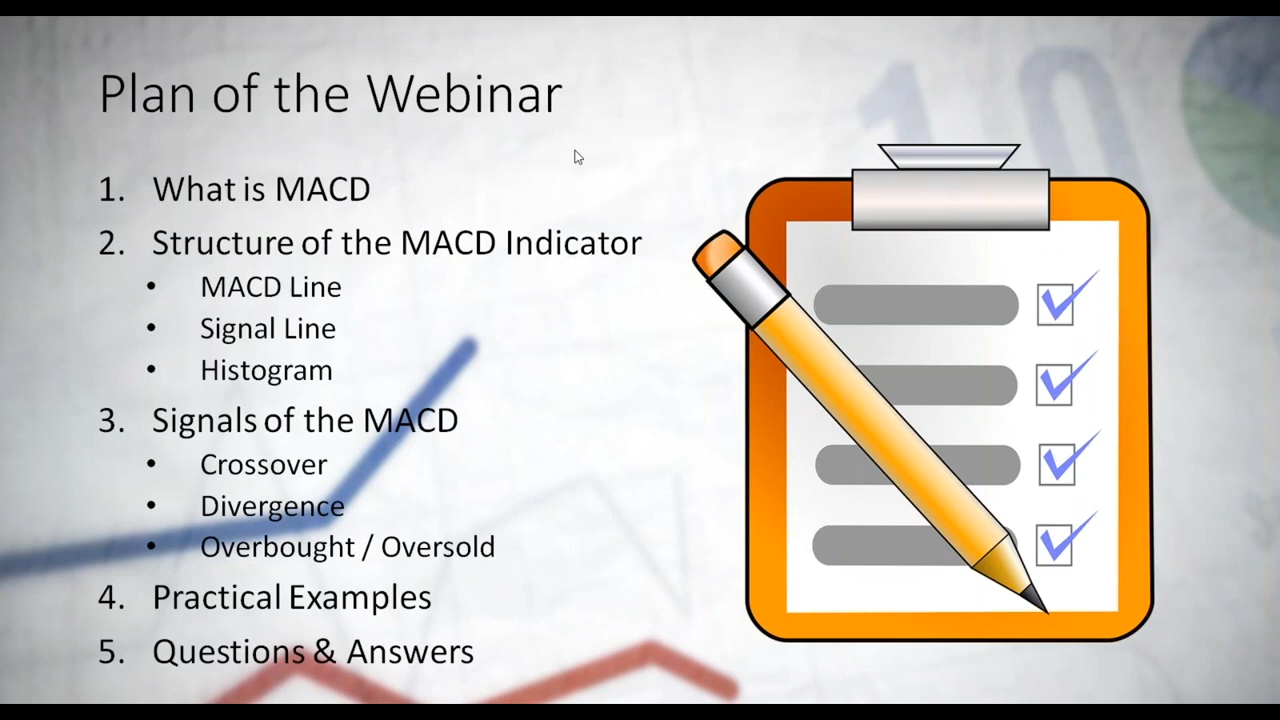 Plan of the Webinar
1. What is MACD
2. Structure of the MACD Indicator
• MACD Line
• Signal Line
• Histogram
3. Signals of the MACD
• Crossover
• Divergence
• Overbought / Oversold
4. Practical Examples
5. Questions & Answers
10